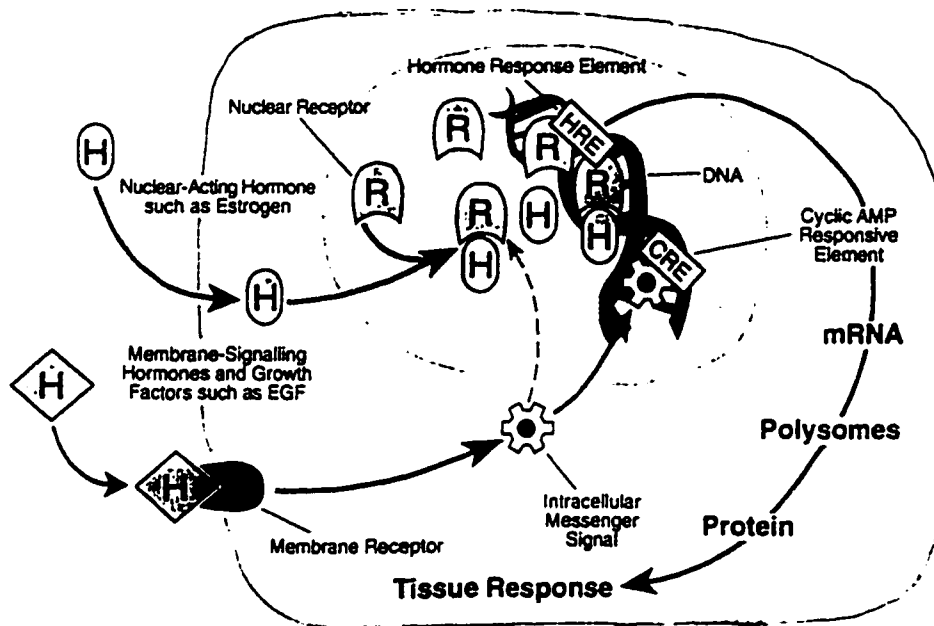 Hormone Response Element
Nuclear Receptor
R
HRE
R
H
R
DNA
Nuclear-Acting Hormone
such as Estrogen
R
R
H
H
Cyclic AMP
Responsive
Element
H
H
CRE
mRNA
Membrane-Signalling
Hormones and Growth
Factors such as EGF
H
Polysomes
H
Intracellular
Messenger
Signal
Protein
Membrane Receptor
Tissue Response